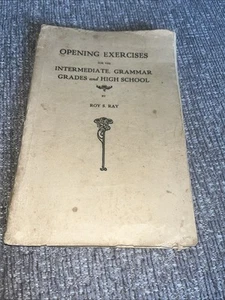 OPENING EXERCISES
FOR THE
INTERMEDIATE, GRAMMAR
GRADES and HIGH SCHOOL
BY
ROY F. RAY